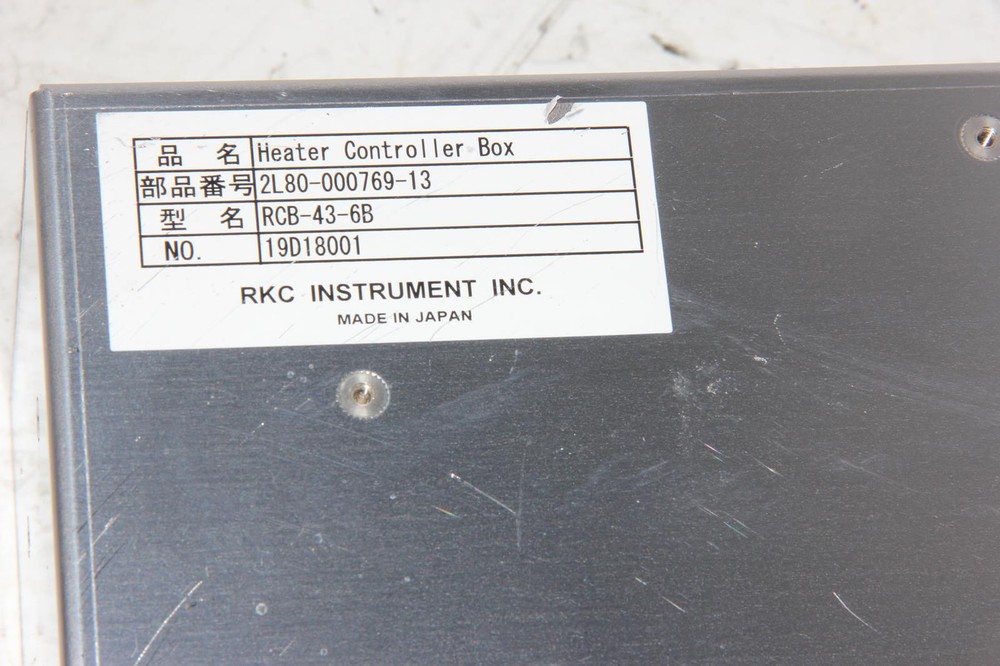 品 名 Heater Controller Box
部品番号 2L80-000769-13
型 名 RCB-43-6B
NO. 19D18001
RKC INSTRUMENT INC.
MADE IN JAPAN